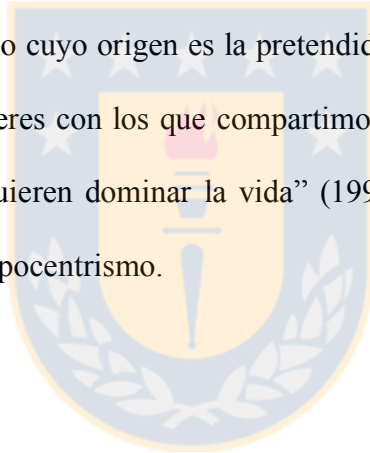 o cuyo origen es la pretendid
eres con los que compartimo
uieren dominar la vida” (199
pocentrismo.